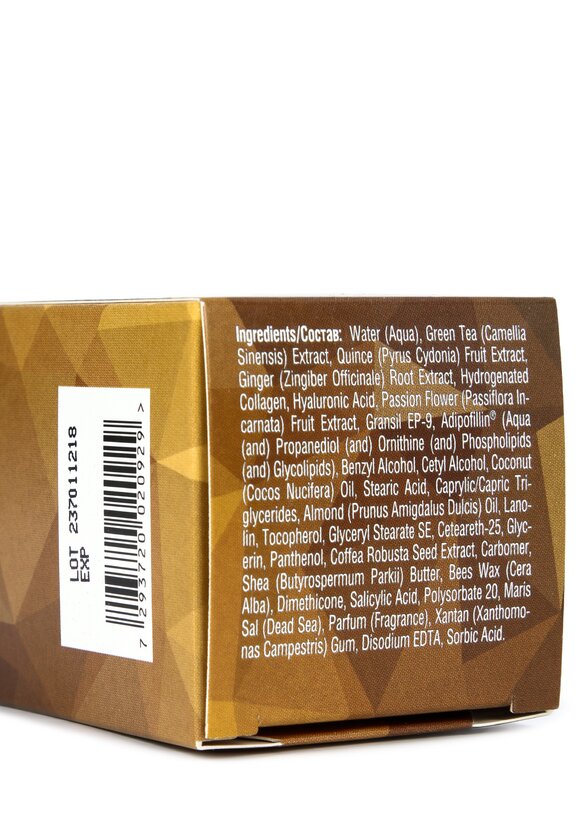 LOT 237011218
EXP
7 293720 020929 >
Ingredients/Состав: Water (Aqua), Green Tea (Camellia
Sinensis) Extract, Quince (Pyrus Cydonia) Fruit Extract,
Ginger (Zingiber Officinale) Root Extract, Hydrogenated
Collagen, Hyaluronic Acid, Passion Flower (Passiflora In-
carnata) Fruit Extract, Gransil EP-9, Adipofillin® (Aqua
(and) Propanediol (and) Ornithine (and) Phospholipids
(and) Glycolipids), Benzyl Alcohol, Cetyl Alcohol, Coconut
(Cocos Nucifera) Oil, Stearic Acid, Caprylic/Capric Tri-
glycerides, Almond (Prunus Amigdalus Dulcis) Oil, Lano-
lin, Tocopherol, Glyceryl Stearate SE, Ceteareth-25, Glyc-
erin, Panthenol, Coffea Robusta Seed Extract, Carbomer,
Shea (Butyrospermum Parkii) Butter, Bees Wax (Cera
Alba), Dimethicone, Salicylic Acid, Polysorbate 20, Maris
Sal (Dead Sea), Parfum (Fragrance), Xantan (Xanthomo-
nas Campestris) Gum, Disodium EDTA, Sorbic Acid.